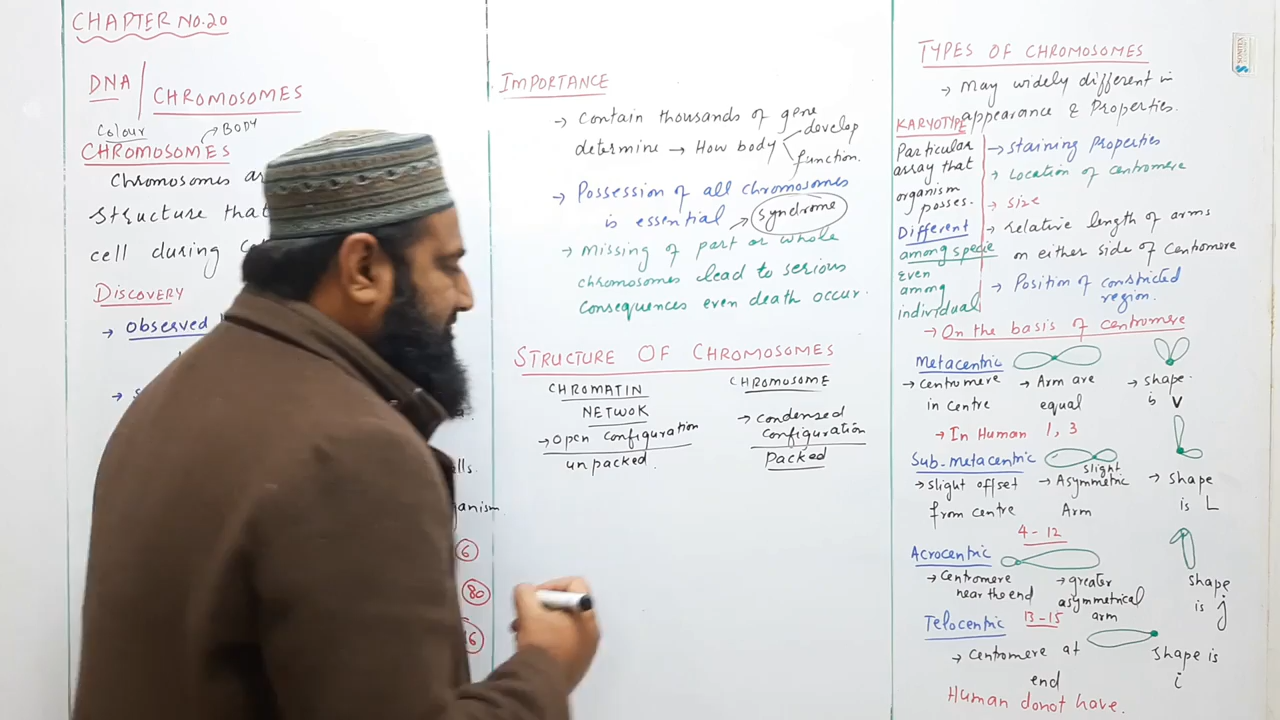 CHAPTER NO.20
DNA / CHROMOSOMES
Colour BODY
CHROMOSOMES
Chromosomes
structure that
cell during
DISCOVERY
→ Observed
ells.
ganism.
6
80
IMPORTANCE
→ Contain thousands of gene
determine → How body develop
function.
→ Possession of all chromosomes
is essential → syndrome
→ Missing of part or whole
chromosomes lead to serious
Consequences even death occur.
STRUCTURE OF CHROMOSOMES
CHROMATIN
NETWOK
→ Open configuration
unpacked.
CHROMOSOME
→ condensed
configuration
Packed
TYPES OF CHROMOSOMES
→ May widely different in
appearance & Properties.
KARYOTYPE
Particular
array that
organism
posses.
Different
among specie
Even
among
individual
→ Staining properties
→ Location of centromere
→ size
→ relative length of arms
on either side of Centromere
→ Position of constricted
region.
→ On the basis of centromere
Metacentric
→ centromere
in centre
→ Arm are
equal
→ shape
is V
→ In Human 1, 3
Sub-metacentric
→ slight offset
from centre
slight
→ Asymmetric
Arm
→ shape
is L
4-12
Acrocentric
→ Centromere
near the end
→ greater
asymmetrical
arm
shape
is j
13-15
Telocentric
→ Centromere at
end
shape is
i
Human donot have.